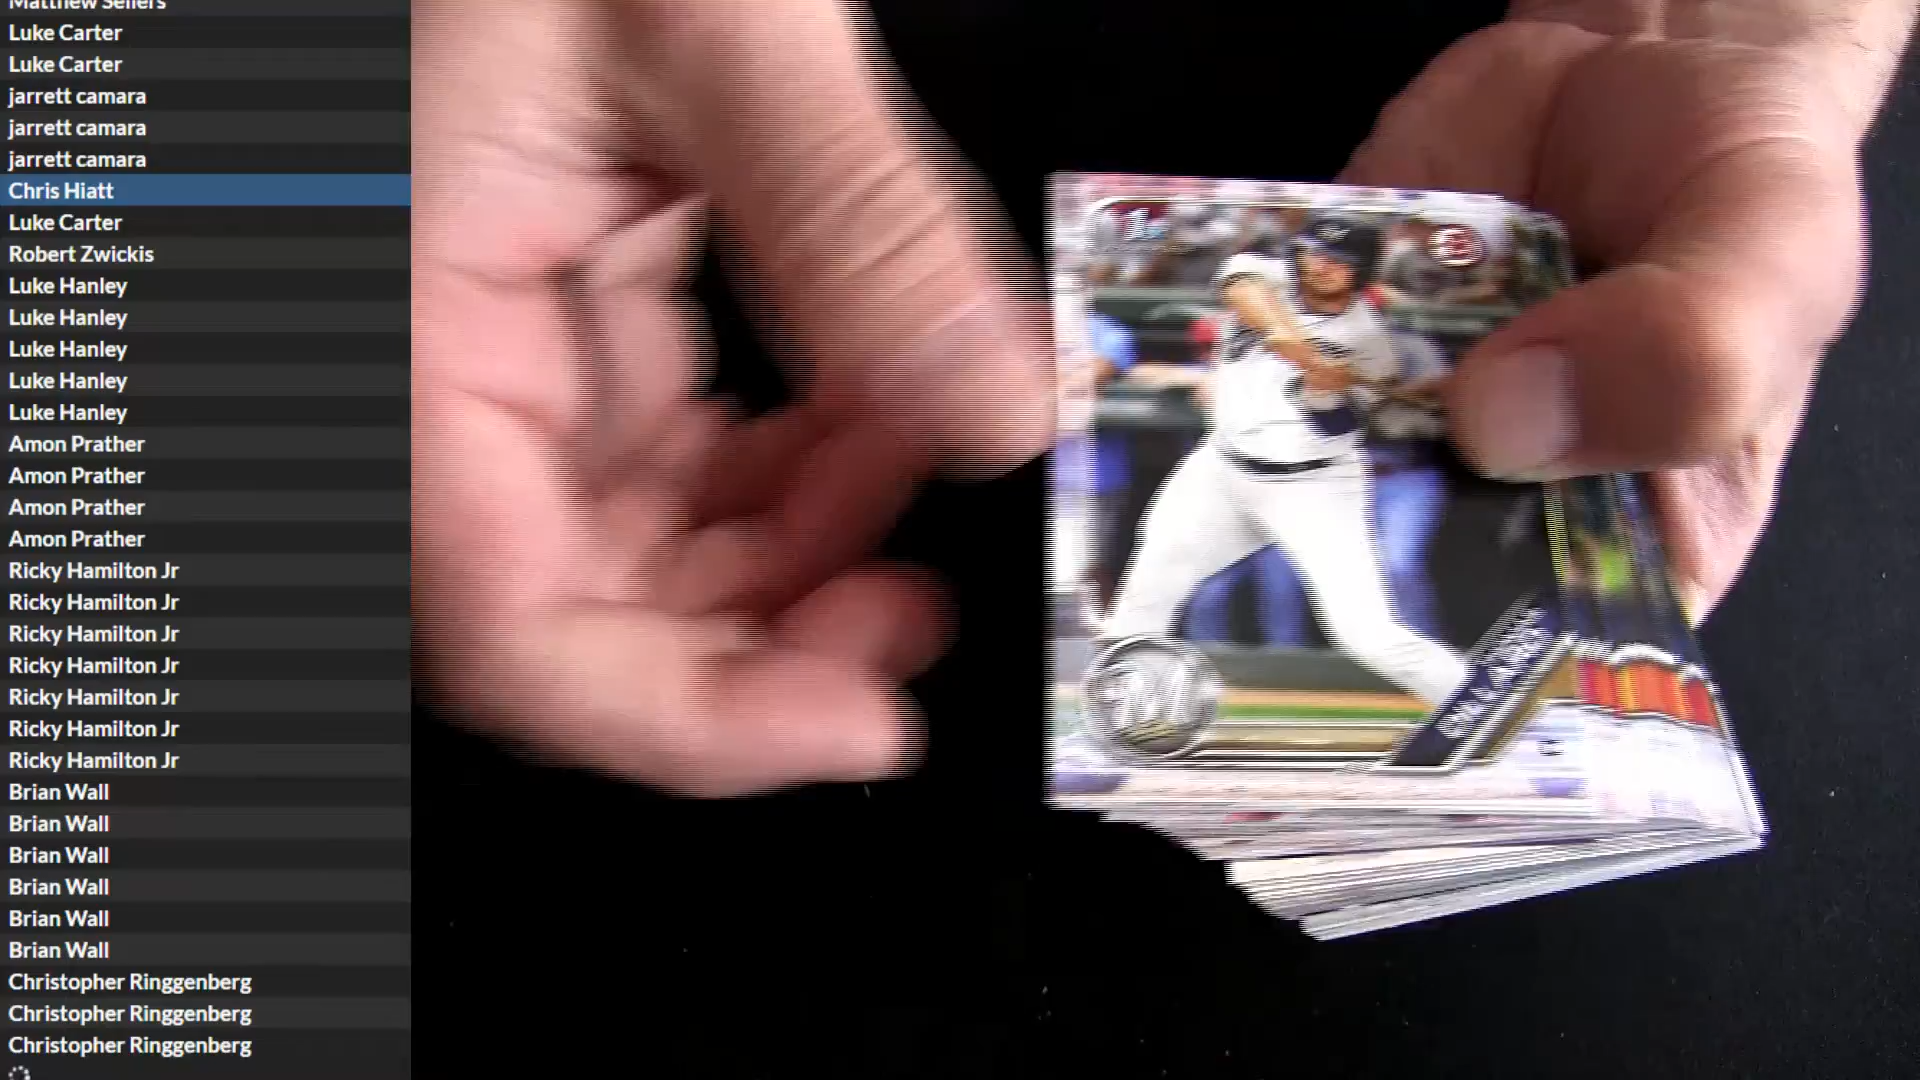 Matthew Sellers
Luke Carter
Luke Carter
jarrett camara
jarrett camara
jarrett camara
Chris Hiatt
Luke Carter
Robert Zwickis
Luke Hanley
Luke Hanley
Luke Hanley
Luke Hanley
Luke Hanley
Amon Prather
Amon Prather
Amon Prather
Amon Prather
Ricky Hamilton Jr
Ricky Hamilton Jr
Ricky Hamilton Jr
Ricky Hamilton Jr
Ricky Hamilton Jr
Ricky Hamilton Jr
Ricky Hamilton Jr
Brian Wall
Brian Wall
Brian Wall
Brian Wall
Brian Wall
Brian Wall
Christopher Ringgenberg
Christopher Ringgenberg
Christopher Ringgenberg